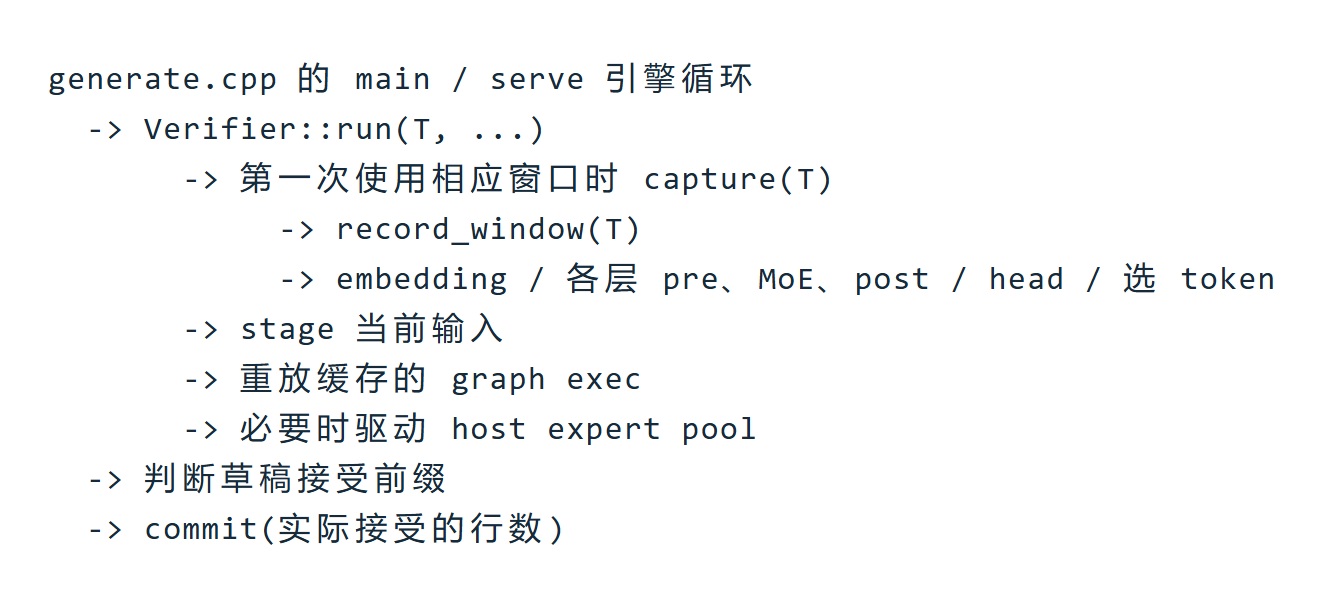 generate.cpp 的 main / serve 引擎循环
-> Verifier::run(T, ...)
-> 第一次使用相应窗口时 capture(T)
-> record_window(T)
-> embedding / 各层 pre、MoE、post / head / 选 token
-> stage 当前输入
-> 重放缓存的 graph exec
-> 必要时驱动 host expert pool
-> 判断草稿接受前缀
-> commit(实际接受的行数)